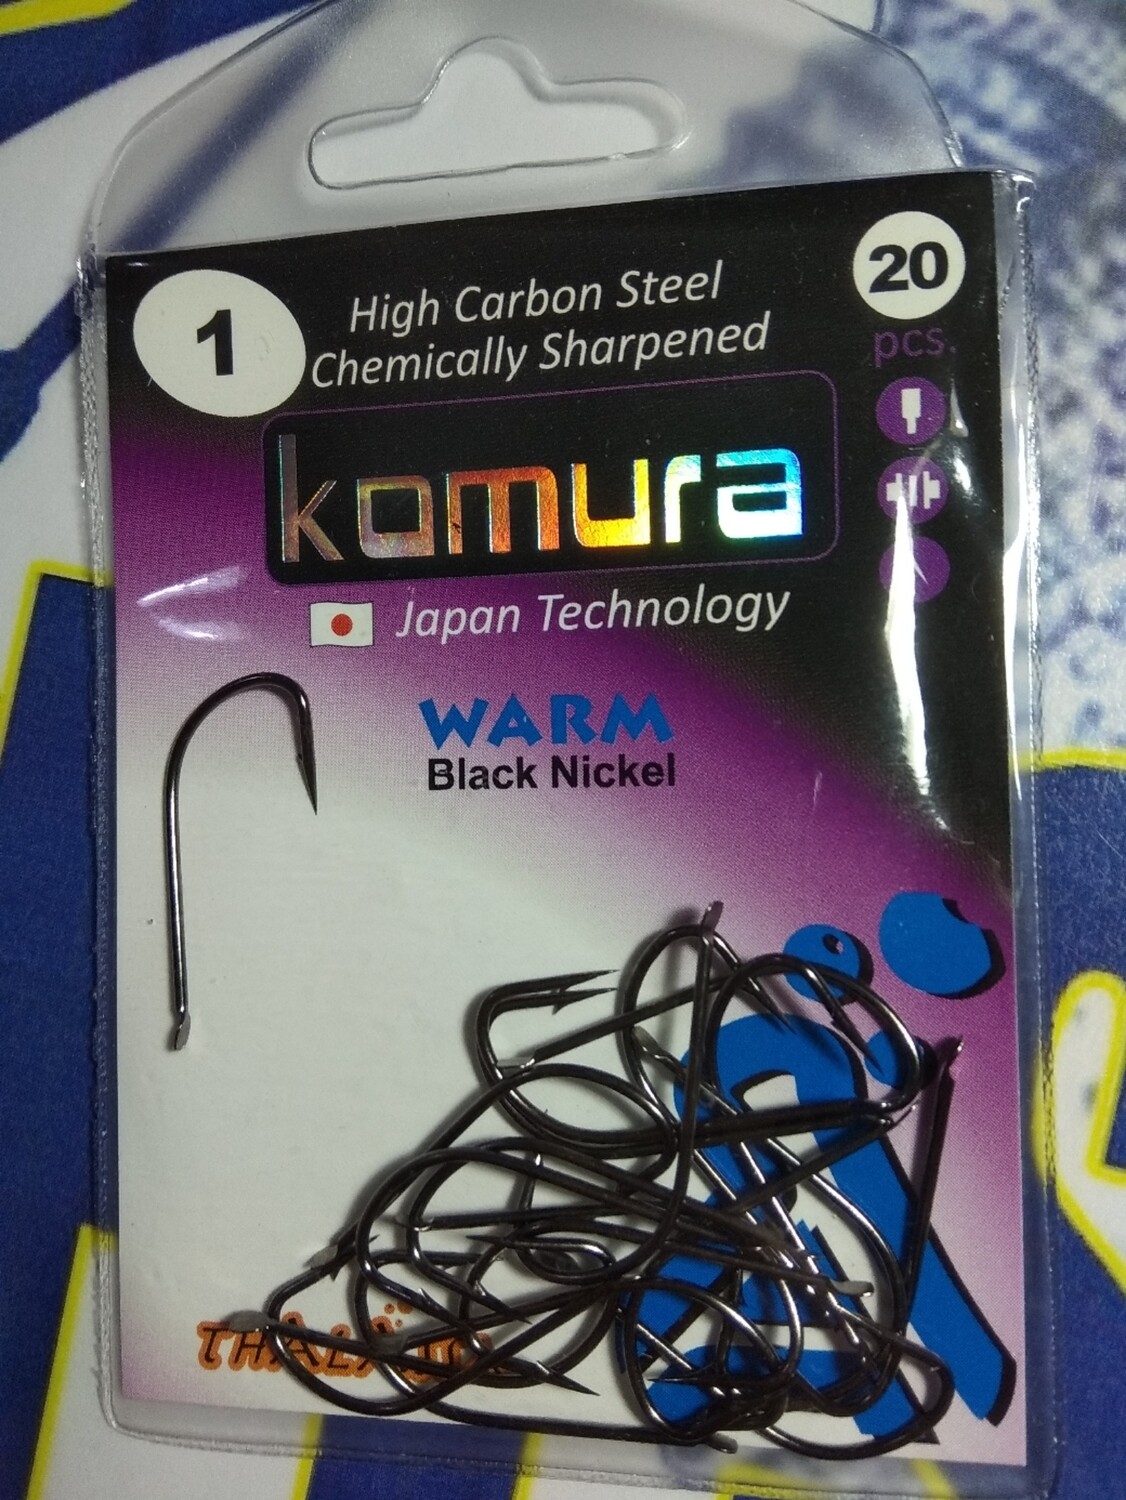 1
20
pcs.
High Carbon Steel
Chemically Sharpened
komura
Japan Technology
WARM
Black Nickel